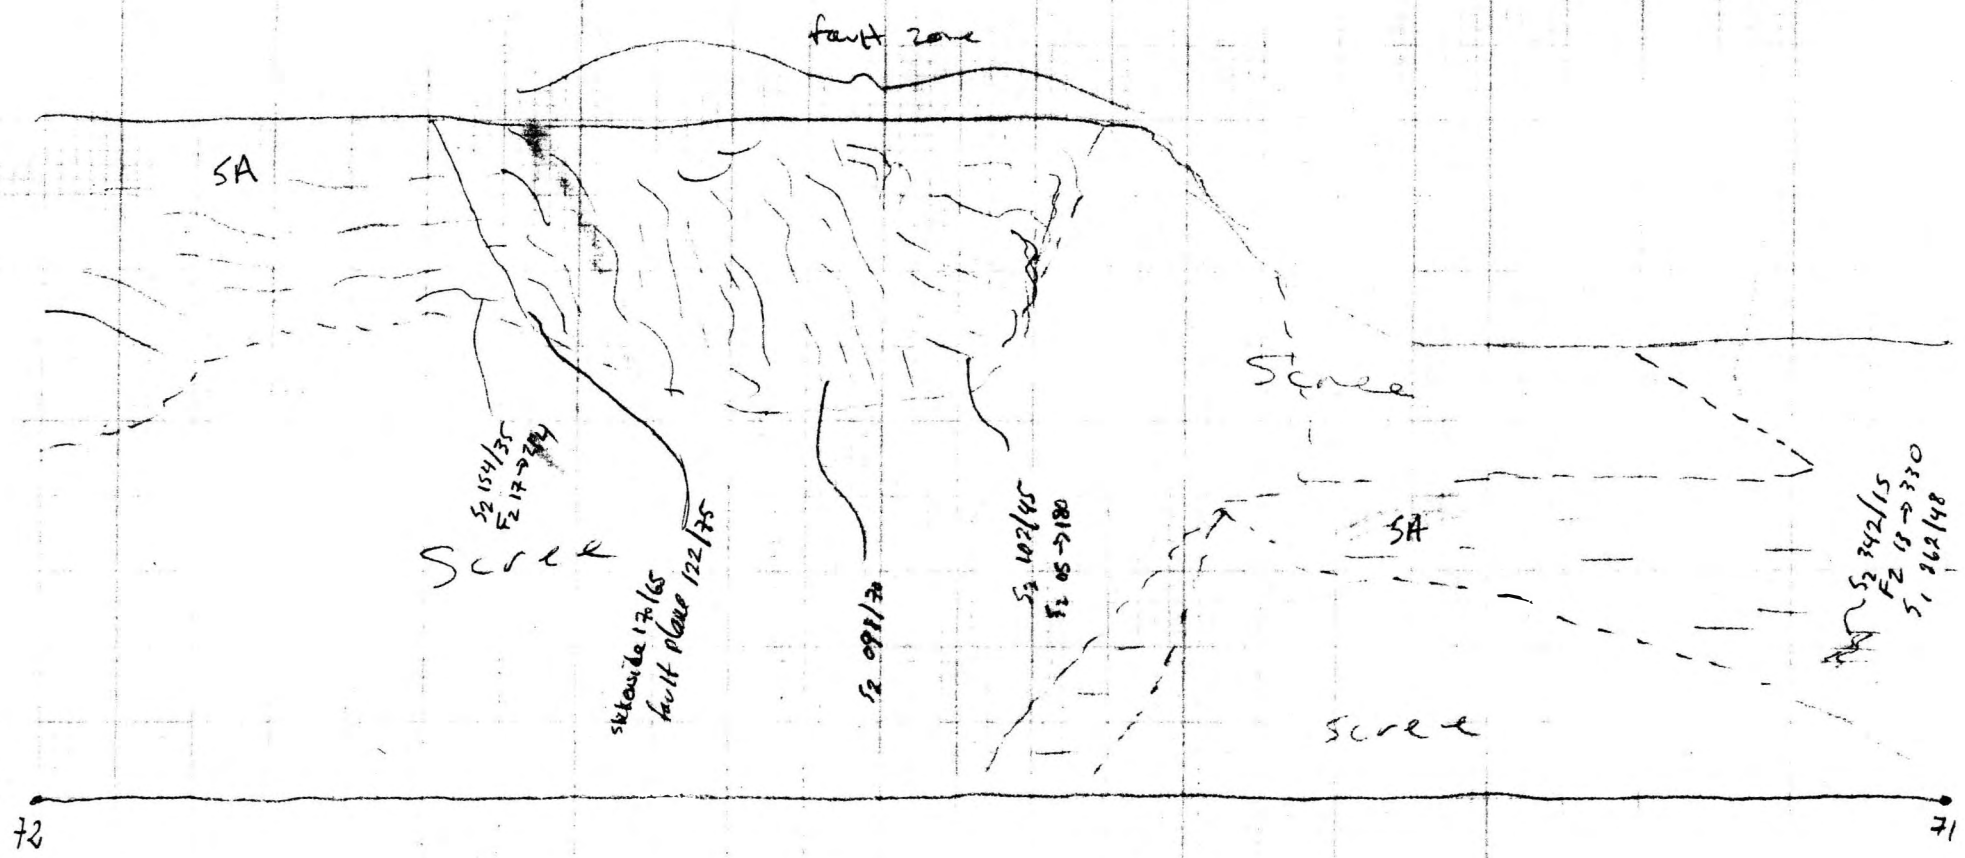 fault zone
SA
Scree
S2 154/35
F2 17→
Scree
slickenside 170/65
fault plane 122/75
S2 098/70
S2 102/45
F2 05→180
SA
S2 342/15
F2 13→330
S1 162/48
scree
72
71